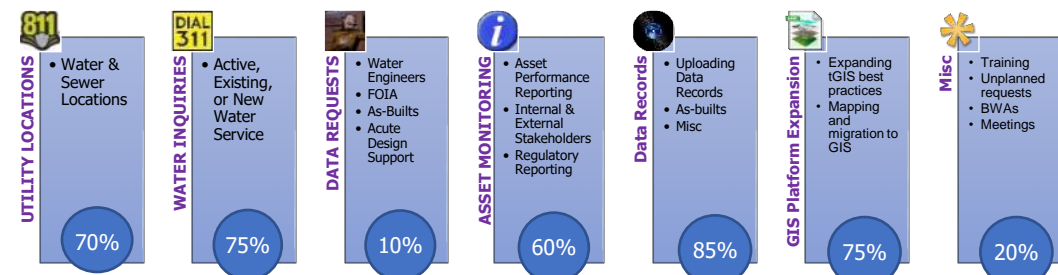 811
UTILITY LOCATIONS
• Water &
Sewer
Locations
70%
DIAL
311
WATER INQUIRIES
• Active,
Existing,
or New
Water
Service
75%
DATA REQUESTS
• Water
Engineers
• FOIA
• As-Builts
• Acute
Design
Support
10%
i
ASSET MONITORING
• Asset
Performance
Reporting
• Internal &
External
Stakeholders
• Regulatory
Reporting
60%
Data Records
• Uploading
Data
Records
• As-builts
• Misc
85%
GIS Platform Expansion
• Expanding
tGIS best
practices
• Mapping
and
migration to
GIS
75%
Misc
• Training
• Unplanned
requests
• BWAs
• Meetings
20%